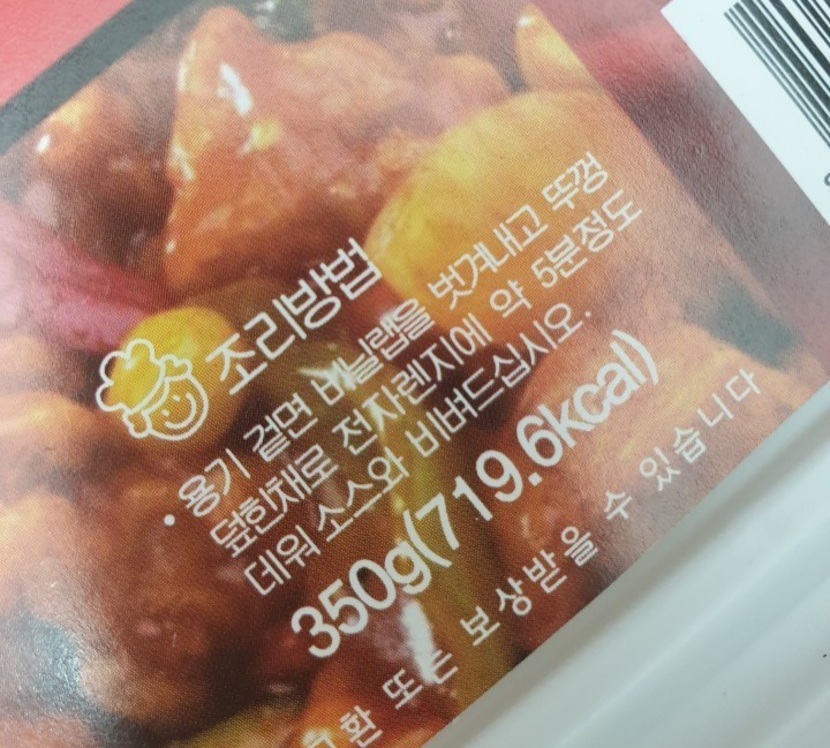 조리방법
· 용기 겉면 비닐랩을 벗겨내고 뚜껑
덮힌채로 전자렌지에 약 5분정도
데워 소스와 비벼드십시오.
350g(719.6kcal)
또는 보상받을 수 있습니다